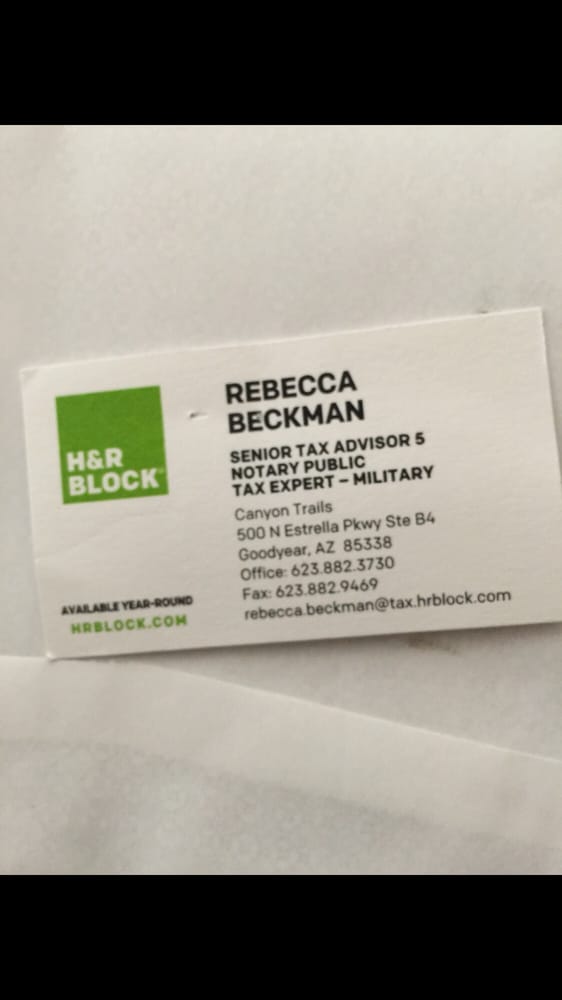 H&R
BLOCK®
AVAILABLE YEAR-ROUND
HRBLOCK.COM
REBECCA
BECKMAN
SENIOR TAX ADVISOR 5
NOTARY PUBLIC
TAX EXPERT – MILITARY
Canyon Trails
500 N Estrella Pkwy Ste B4
Goodyear, AZ 85338
Office: 623.882.3730
Fax: 623.882.9469
rebecca.beckman@tax.hrblock.com